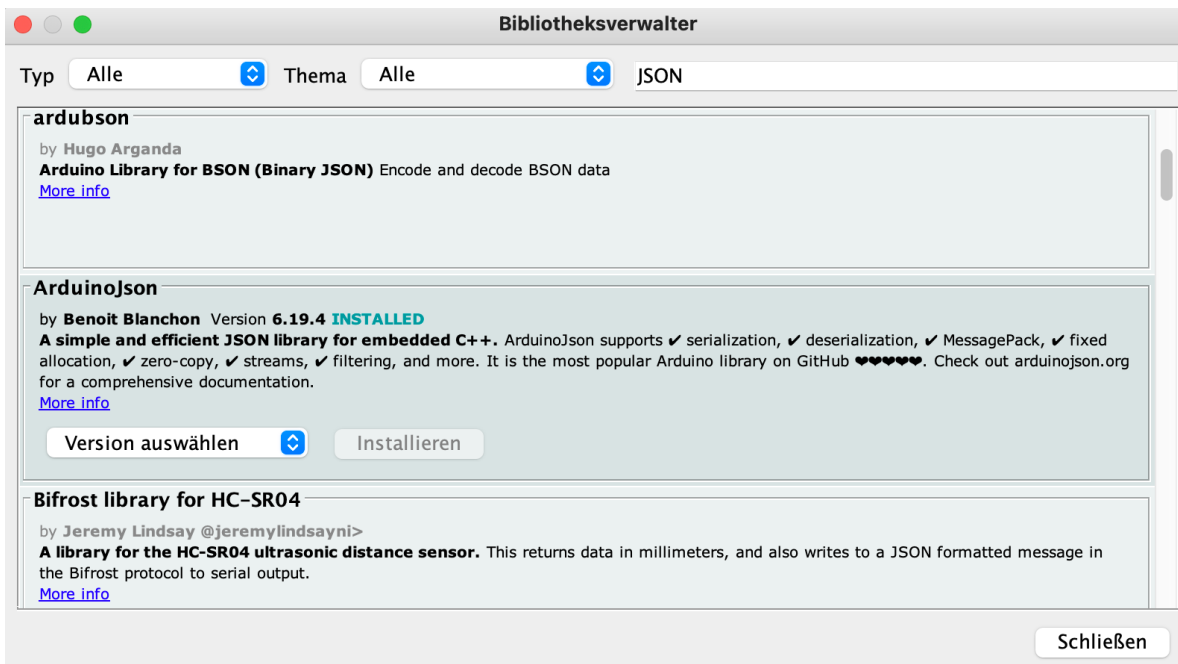 Bibliotheksverwalter
Typ Alle Thema Alle JSON
ardubson
by Hugo Arganda
Arduino Library for BSON (Binary JSON) Encode and decode BSON data
More info
ArduinoJson
by Benoit Blanchon Version 6.19.4 INSTALLED
A simple and efficient JSON library for embedded C++. ArduinoJson supports ✔ serialization, ✔ deserialization, ✔ MessagePack, ✔ fixed
allocation, ✔ zero-copy, ✔ streams, ✔ filtering, and more. It is the most popular Arduino library on GitHub ❤❤❤❤❤. Check out arduinojson.org
for a comprehensive documentation.
More info
Version auswählen Installieren
Bifrost library for HC-SR04
by Jeremy Lindsay @jeremylindsayni>
A library for the HC-SR04 ultrasonic distance sensor. This returns data in millimeters, and also writes to a JSON formatted message in
the Bifrost protocol to serial output.
More info
Schließen